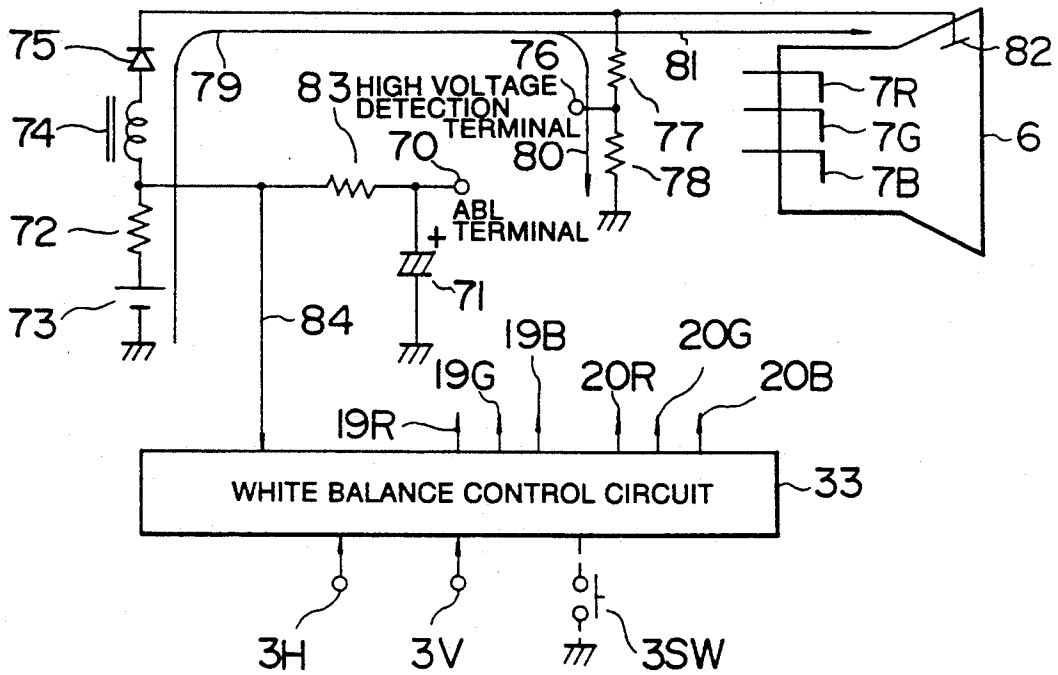 75
79
83
HIGH VOLTAGE
DETECTION
TERMINAL
76
81
82
74
70
80
77
78
7R
7G
7B
6
72
ABL
TERMINAL
+
71
73
84
19R
19G
19B
20R
20G
20B
WHITE BALANCE CONTROL CIRCUIT
33
3H
3V
3SW